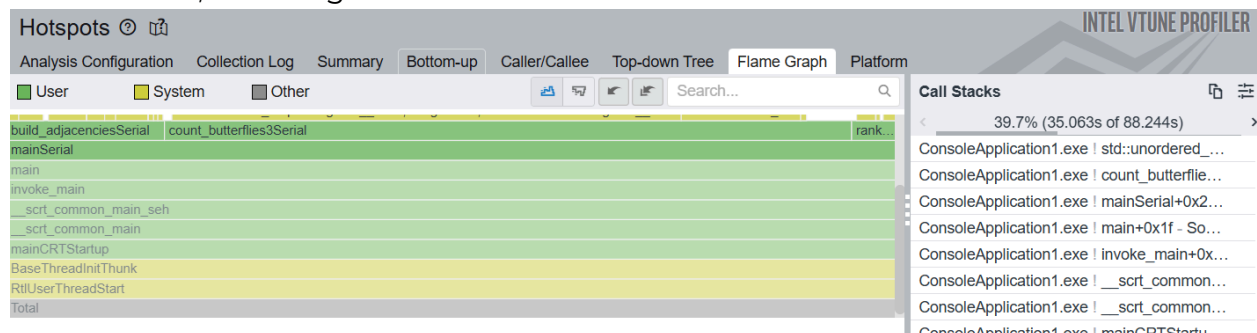 Hotspots
INTEL VTUNE PROFILER
Analysis Configuration Collection Log Summary Bottom-up Caller/Callee Top-down Tree Flame Graph Platform
User System Other Search...
Call Stacks
39.7% (35.063s of 88.244s)
build_adjacenciesSerial count_butterflies3Serial rank...
mainSerial
main
invoke_main
__scrt_common_main_seh
__scrt_common_main
mainCRTStartup
BaseThreadInitThunk
RtlUserThreadStart
Total
ConsoleApplication1.exe ! std::unordered_...
ConsoleApplication1.exe ! count_butterflie...
ConsoleApplication1.exe ! mainSerial+0x2...
ConsoleApplication1.exe ! main+0x1f - So...
ConsoleApplication1.exe ! invoke_main+0x...
ConsoleApplication1.exe ! __scrt_common...
ConsoleApplication1.exe ! __scrt_common...
ConsoleApplication1.exe ! mainCRTStartu...